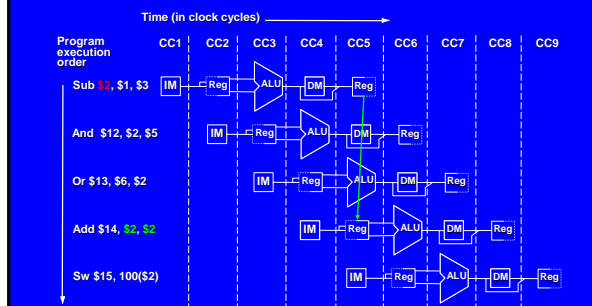 Time (in clock cycles)
Program
execution
order
CC1 CC2 CC3 CC4 CC5 CC6 CC7 CC8 CC9
Sub $2, $1, $3
IM Reg ALU DM Reg
And $12, $2, $5
IM Reg ALU DM Reg
Or $13, $6, $2
IM Reg ALU DM Reg
Add $14, $2, $2
IM Reg ALU DM Reg
Sw $15, 100($2)
IM Reg ALU DM Reg